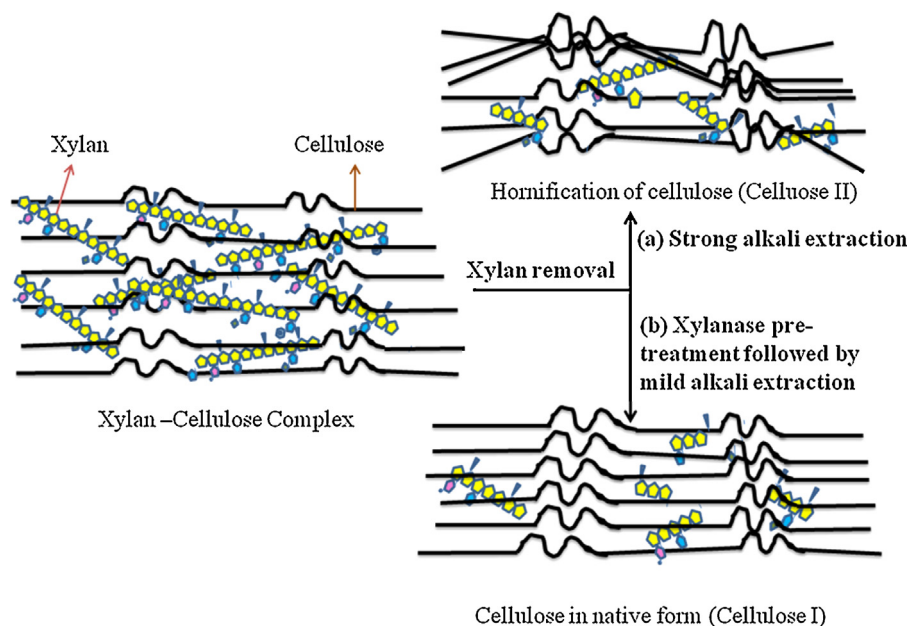 Xylan
Cellulose
Xylan –Cellulose Complex
Xylan removal
Hornification of cellulose (Celluose II)
(a) Strong alkali extraction
(b) Xylanase pre-
treatment followed by
mild alkali extraction
Cellulose in native form (Cellulose I)